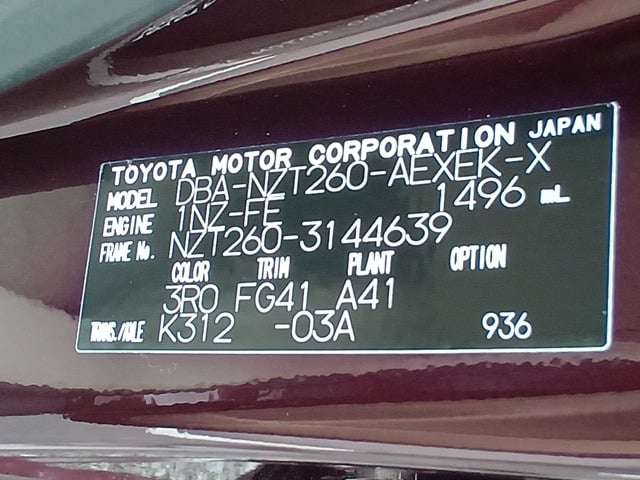 TOYOTA MOTOR CORPORATION JAPAN
MODEL DBA-NZT260-AEXEK-X
ENGINE 1NZ-FE 1496 mL
FRAME No. NZT260-3144639
COLOR TRIM PLANT OPTION
3R0 FG41 A41
TRANS./AXLE K312 -03A 936